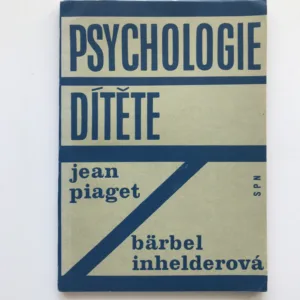 PSYCHOLOGIE
DÍTĚTE
jean
piaget
SPN
bärbel
inhelderová